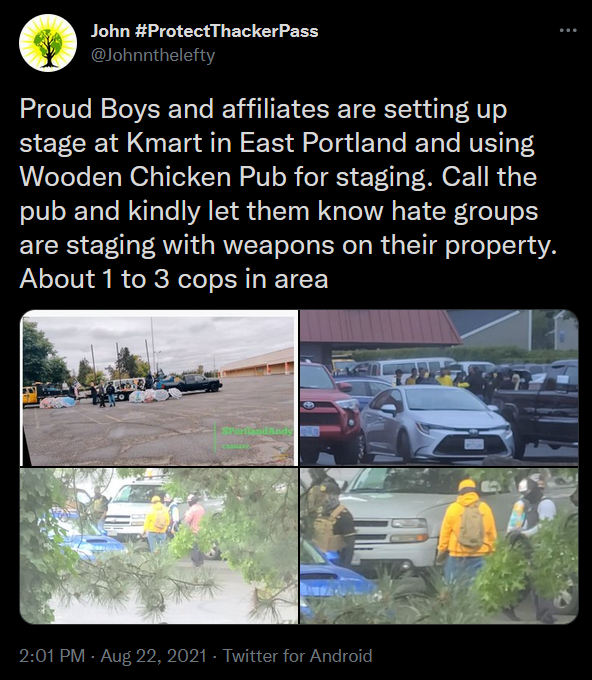 John #ProtectThackerPass
@Johnnthelefty
Proud Boys and affiliates are setting up
stage at Kmart in East Portland and using
Wooden Chicken Pub for staging. Call the
pub and kindly let them know hate groups
are staging with weapons on their property.
About 1 to 3 cops in area
2:01 PM · Aug 22, 2021 · Twitter for Android